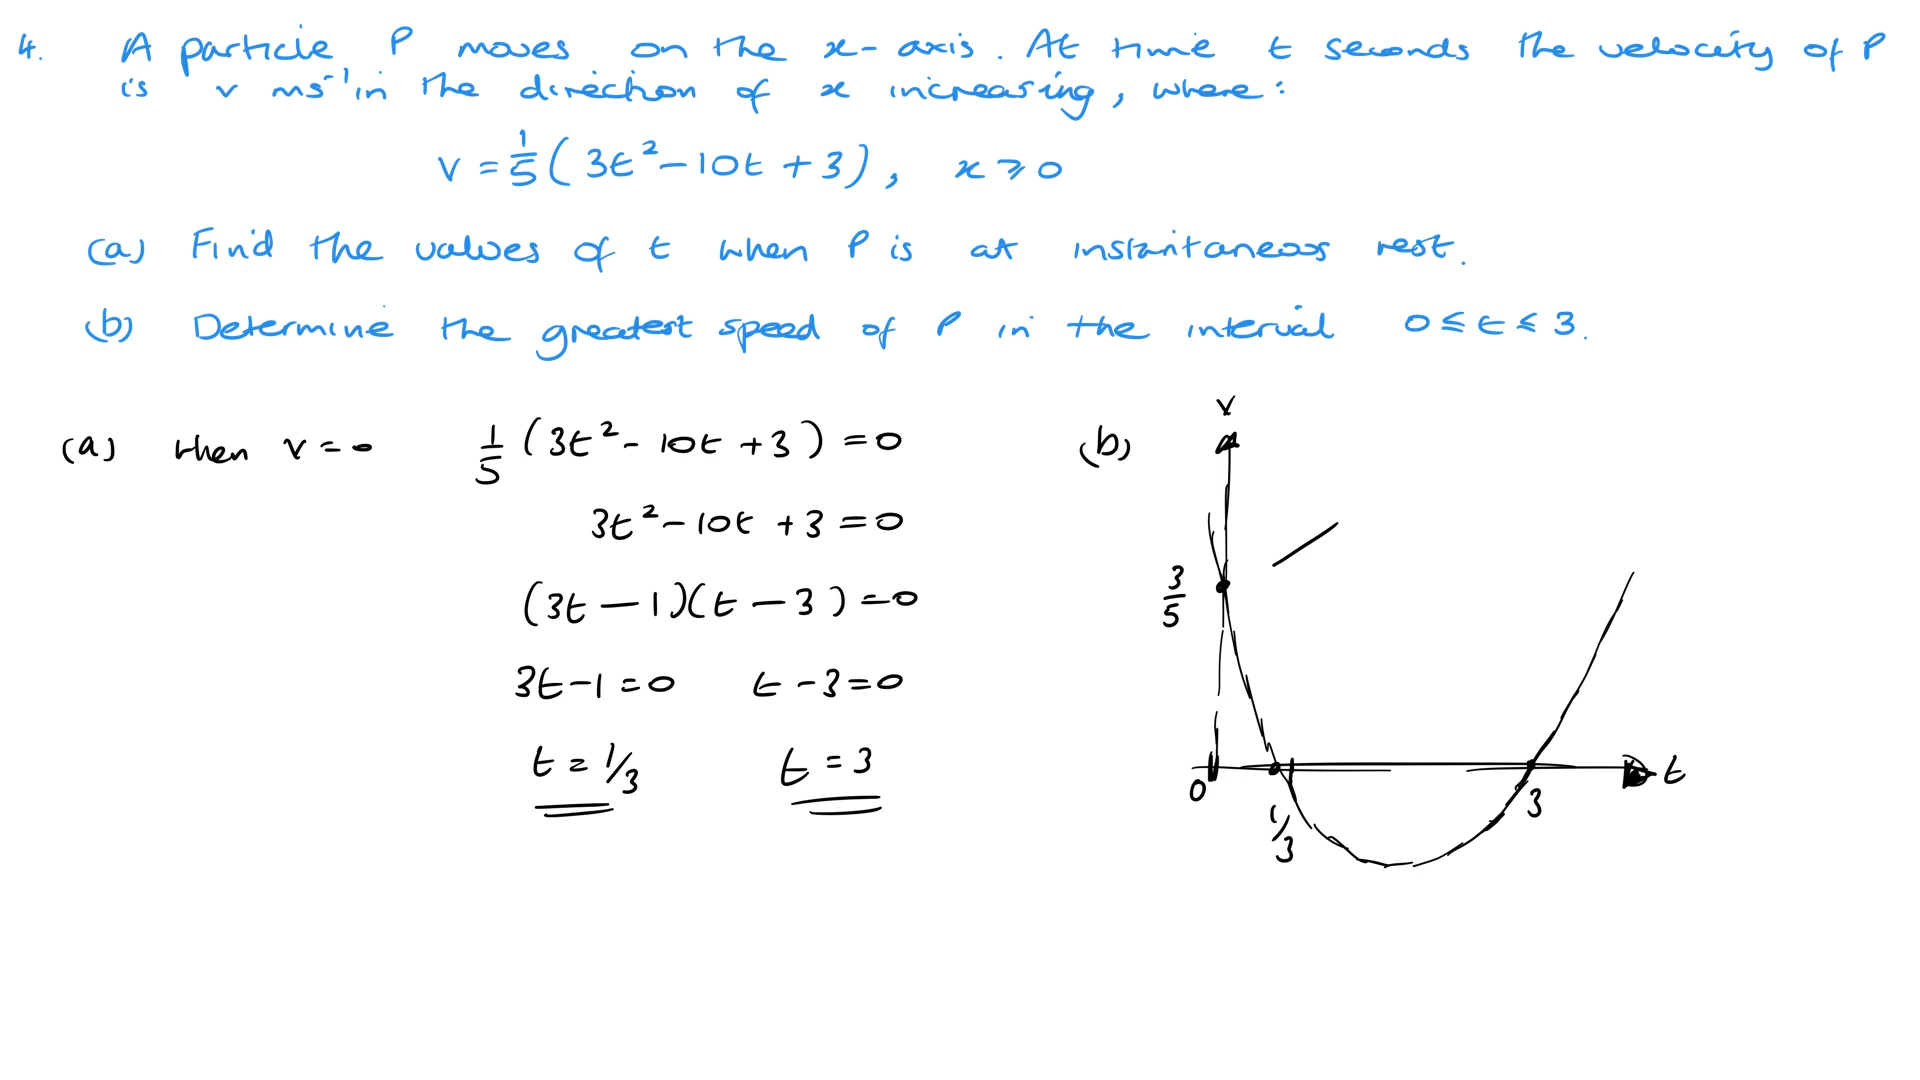 4. A particle P moves on the x-axis. At time t seconds the velocity of P
is v ms⁻¹ in the direction of x increasing, where:
v = 1/5 (3t² - 10t + 3), x ⩾ 0
(a) Find the values of t when P is at instantaneous rest.
(b) Determine the greatest speed of P in the interval 0 ≤ t ≤ 3.
(a) when v = 0 1/5 (3t² - 10t + 3) = 0
3t² - 10t + 3 = 0
(3t - 1)(t - 3) = 0
3t - 1 = 0 t - 3 = 0
t = 1/3 t = 3
(b)
v
3/5
0
1/3
3
t